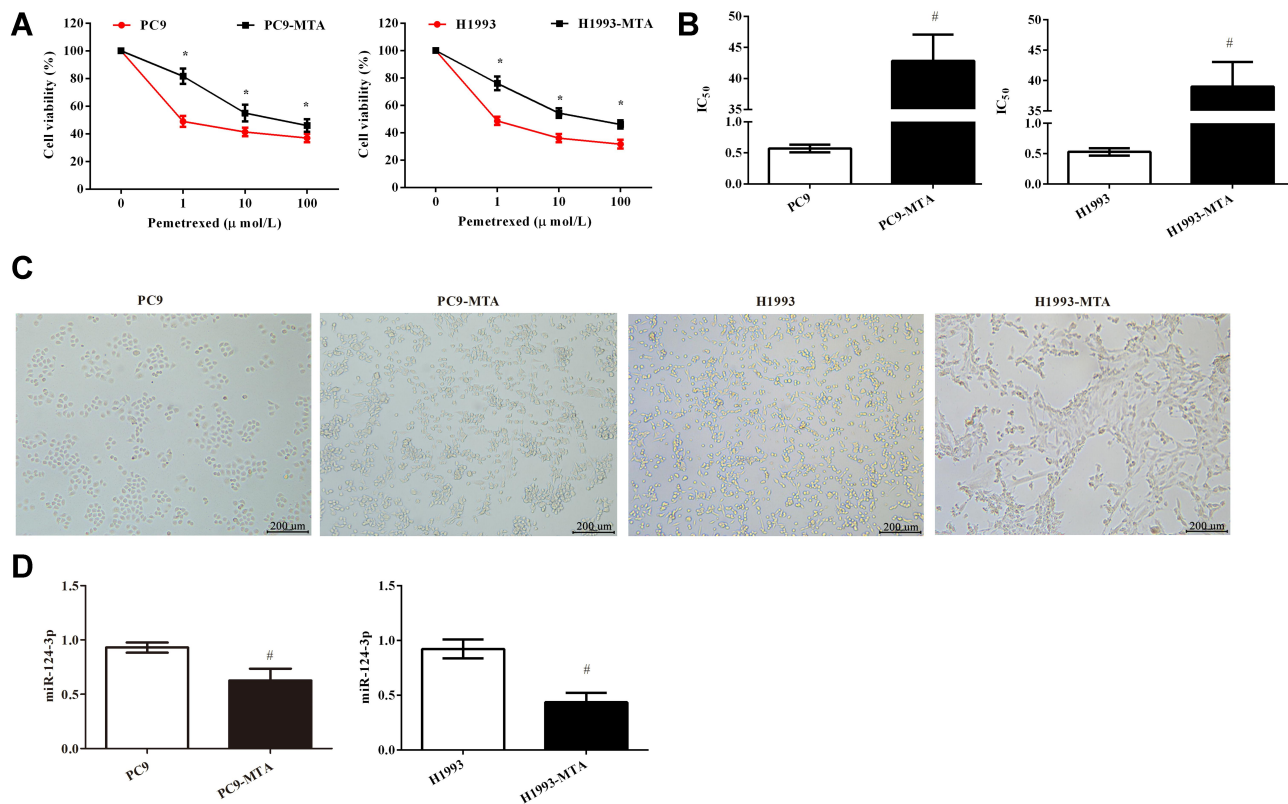 A
PC9 PC9-MTA
120
100
80
60
40
20
0
Cell viability (%)
0 1 10 100
Pemetrexed (μ mol/L)
*
*
*
H1993 H1993-MTA
120
100
80
60
40
20
0
Cell viability (%)
0 1 10 100
Pemetrexed (μ mol/L)
*
*
*
B
50
45
40
35
1.0
0.5
0.0
IC50
#
PC9
PC9-MTA
50
45
40
35
1.0
0.5
0.0
IC50
#
H1993
H1993-MTA
C
PC9 PC9-MTA H1993 H1993-MTA
200 um 200 um 200 um 200 um
D
1.5
1.0
0.5
0.0
miR-124-3p
#
PC9
PC9-MTA
1.5
1.0
0.5
0.0
miR-124-3p
#
H1993
H1993-MTA